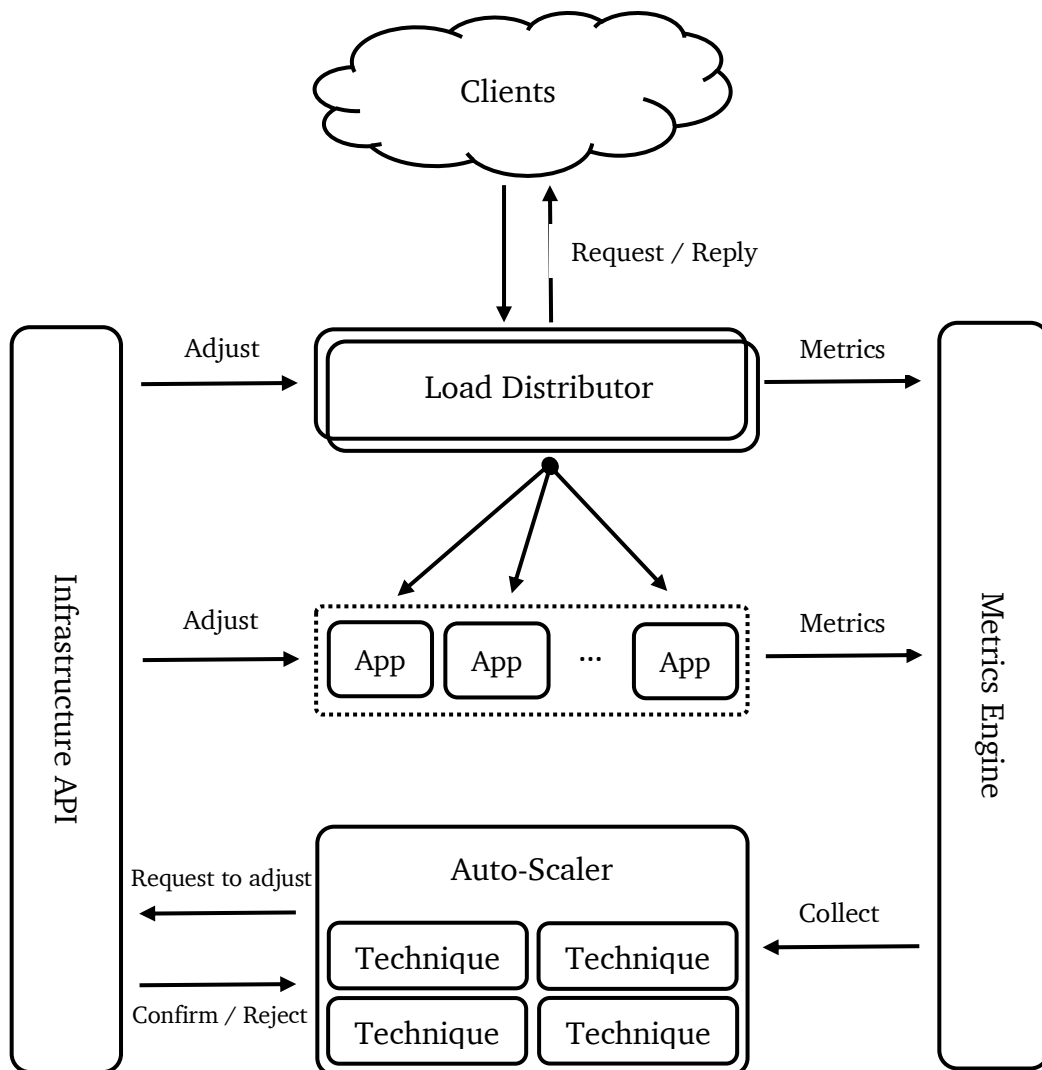 Clients
Request / Reply
Adjust
Load Distributor
Metrics
Infrastructure API
Adjust
App
App
...
App
Metrics
Metrics Engine
Auto-Scaler
Request to adjust
Confirm / Reject
Technique
Technique
Technique
Technique
Collect